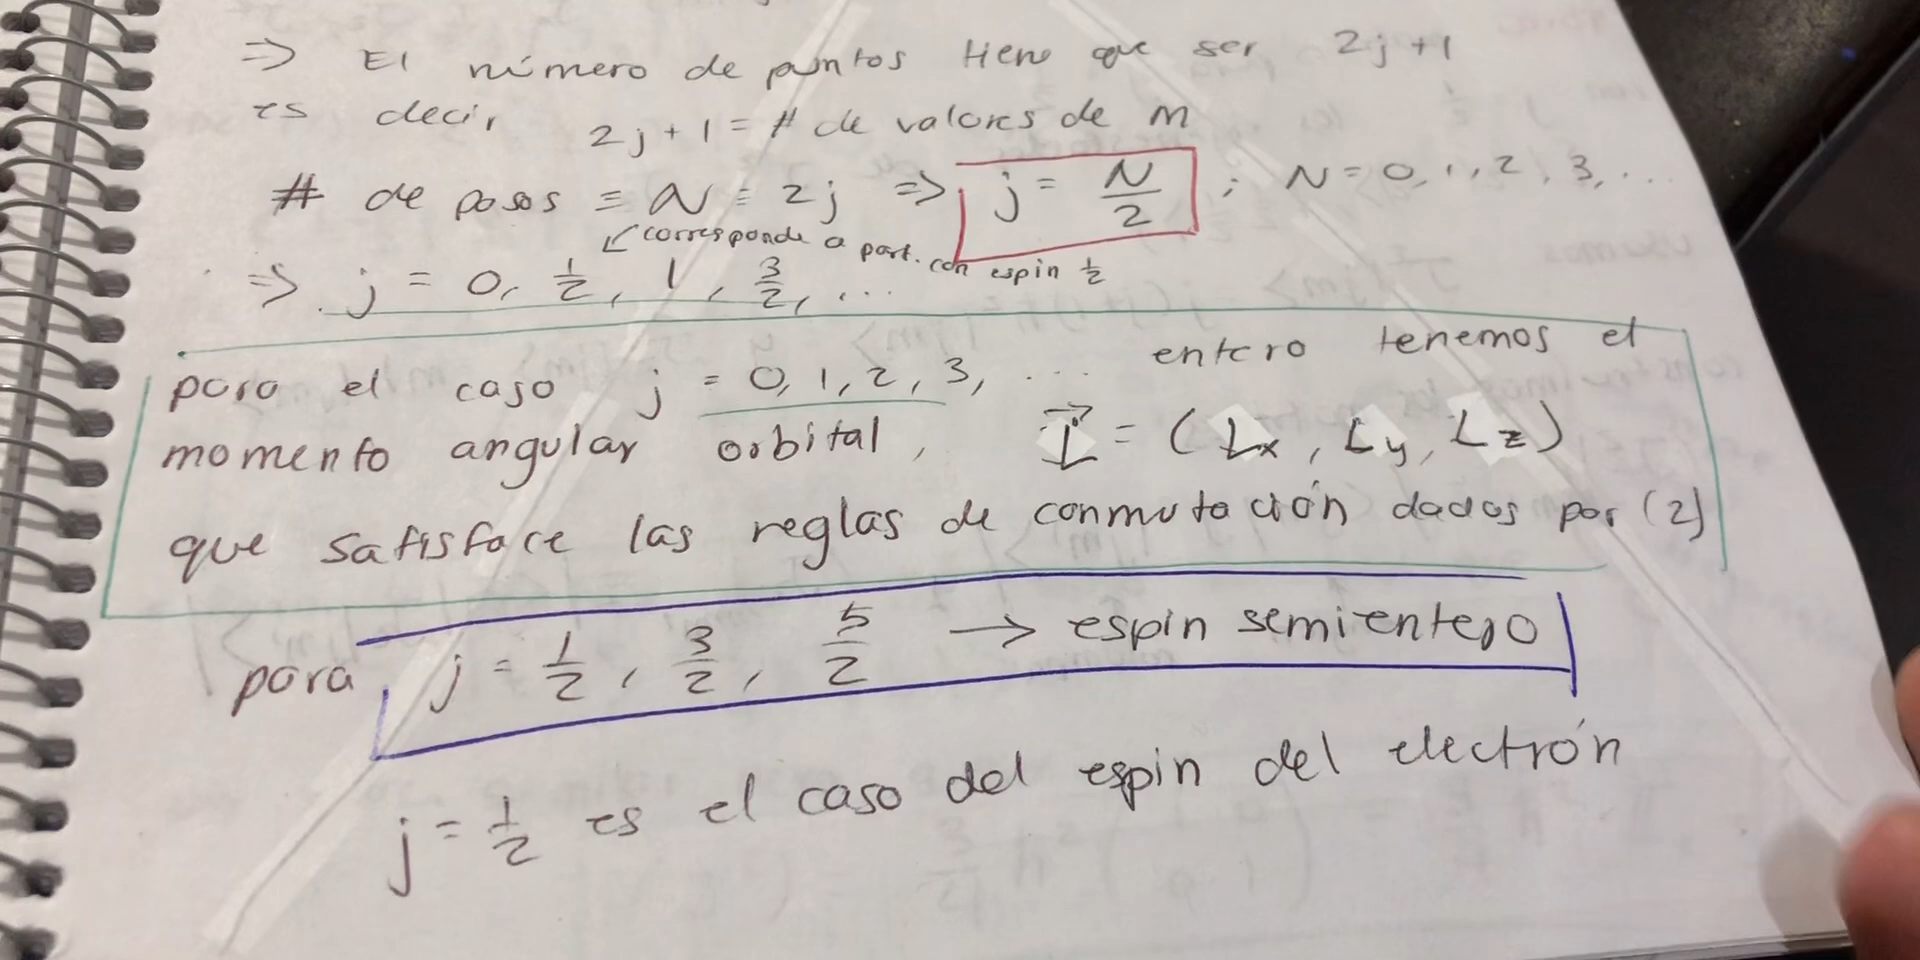 ⇒ El número de puntos tiene que ser 2j+1
es decir 2j+1 = # de valores de m
# de pasos ≡ N = 2j ⇒ j = N/2 ; N = 0, 1, 2, 3, ...
↙ corresponde a part. con espin 1/2
⇒ j = 0, 1/2, 1, 3/2, ...
para el caso j = 0, 1, 2, 3, ... entero tenemos el
momento angular orbital, L⃗ = (Lx, Ly, Lz)
que satisface las reglas de conmutación dadas por (2)
para j = 1/2, 3/2, 5/2 → espin semientero
j = 1/2 es el caso del espin del electrón